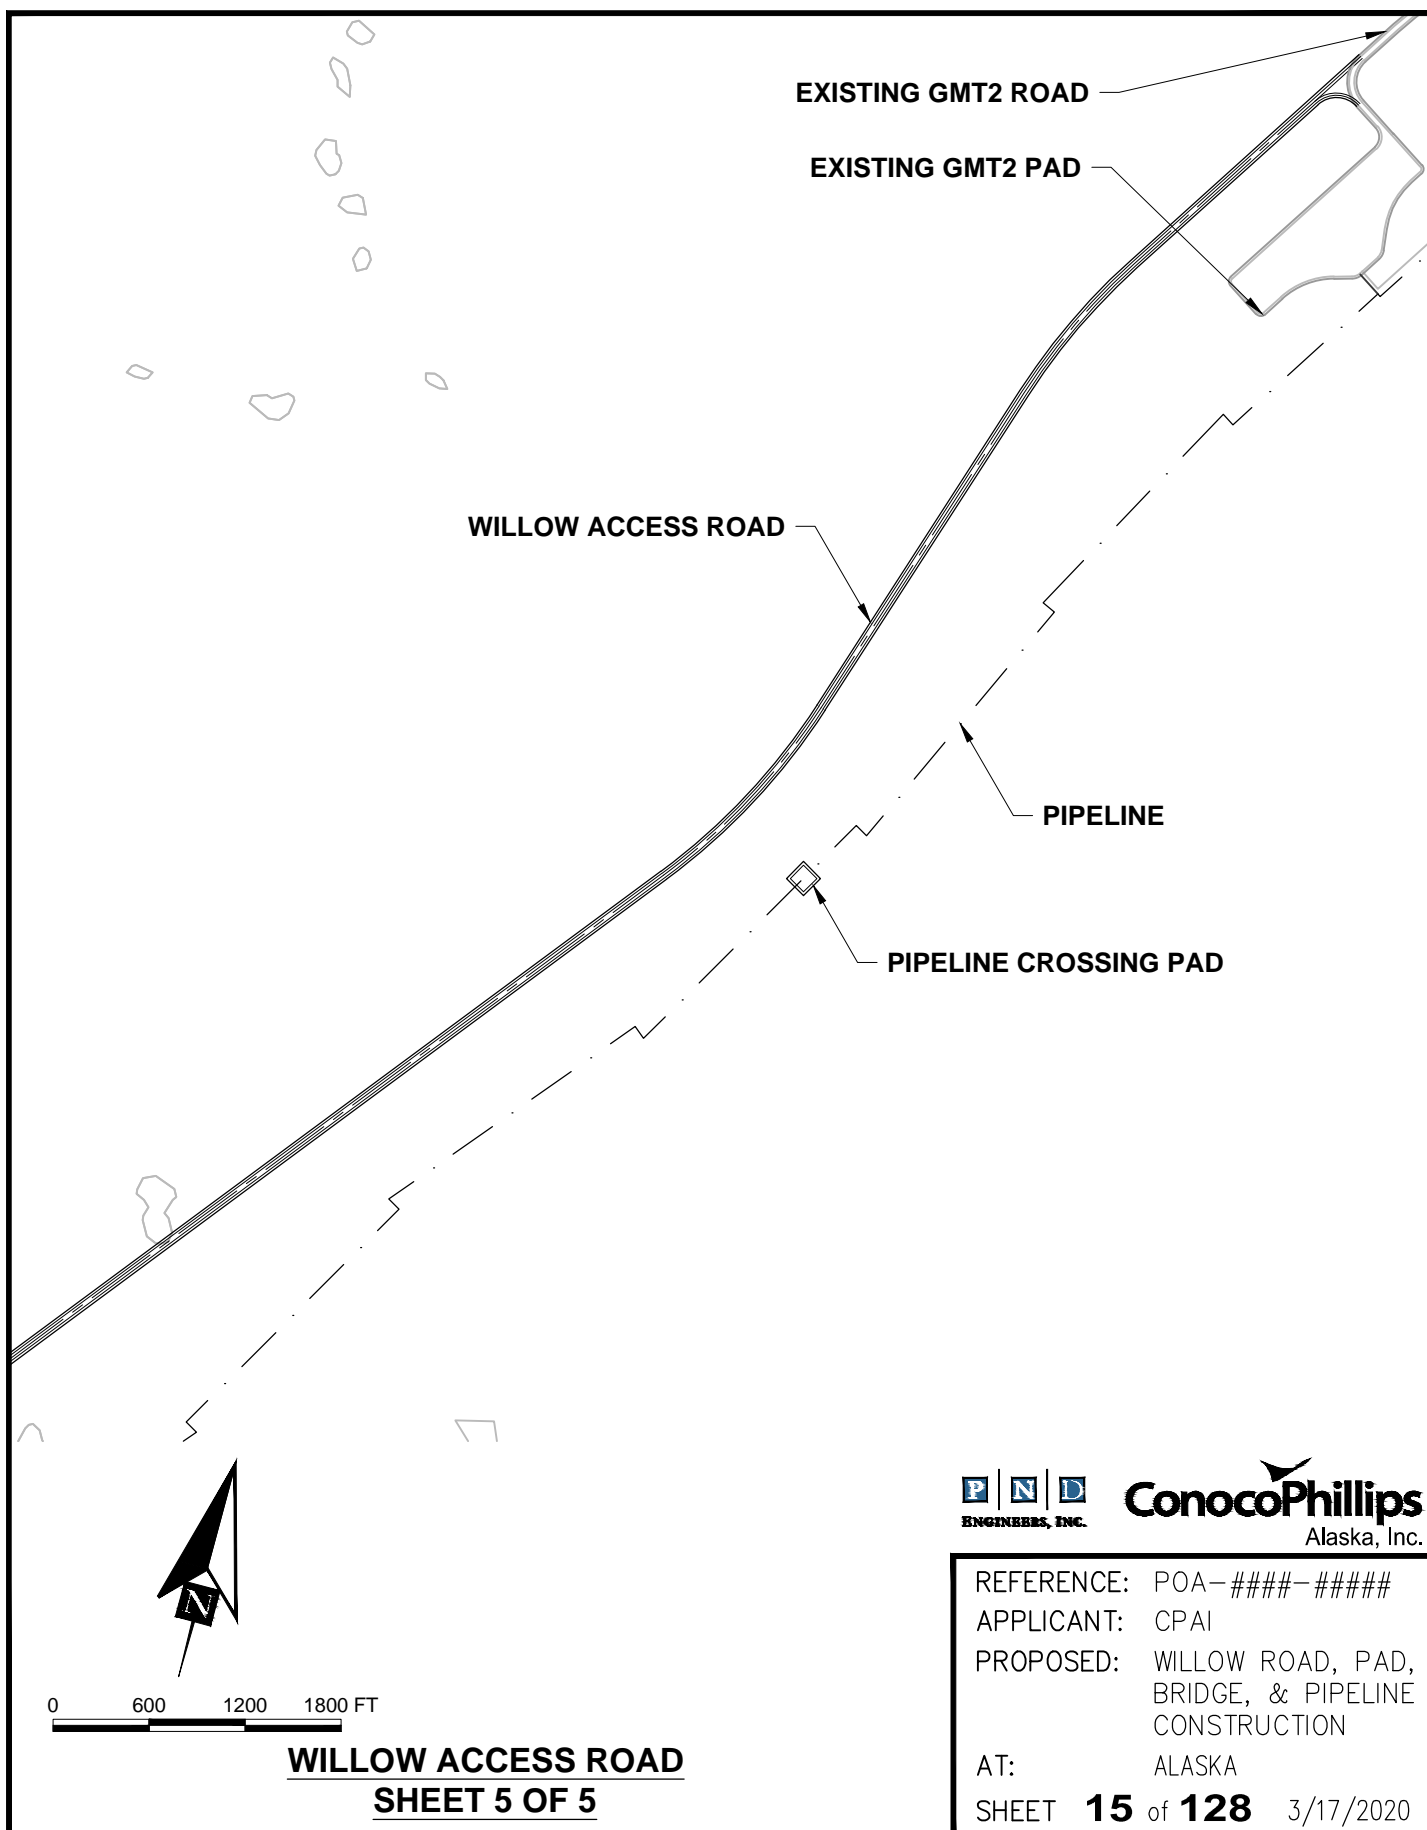 EXISTING GMT2 ROAD
EXISTING GMT2 PAD
WILLOW ACCESS ROAD
PIPELINE
PIPELINE CROSSING PAD
N
0 600 1200 1800 FT
WILLOW ACCESS ROAD
SHEET 5 OF 5
P N D
ENGINEERS, INC.
ConocoPhillips
Alaska, Inc.
REFERENCE: POA-####-#####
APPLICANT: CPAI
PROPOSED: WILLOW ROAD, PAD,
BRIDGE, & PIPELINE
CONSTRUCTION
AT: ALASKA
SHEET 15 of 128 3/17/2020